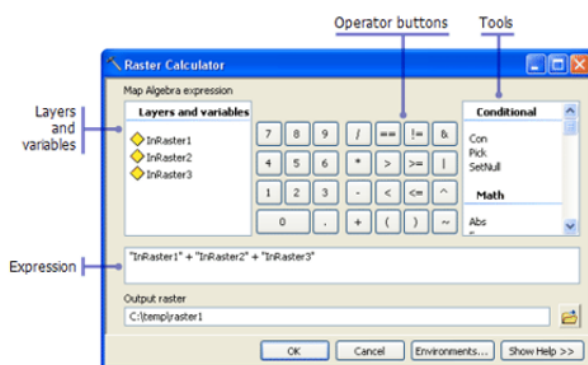 Operator buttons Tools
Raster Calculator
Map Algebra expression
Layers and variables
Layers and variables
InRaster1
InRaster2
InRaster3
7 8 9 / == != &
4 5 6 * > >= |
1 2 3 - < <= ^
0 . + ( ) ~
Conditional
Con
Pick
SetNull
Math
Abs
Expression
"InRaster1" + "InRaster2" + "InRaster3"
Output raster
C:\temp\raster1
OK Cancel Environments... Show Help >>